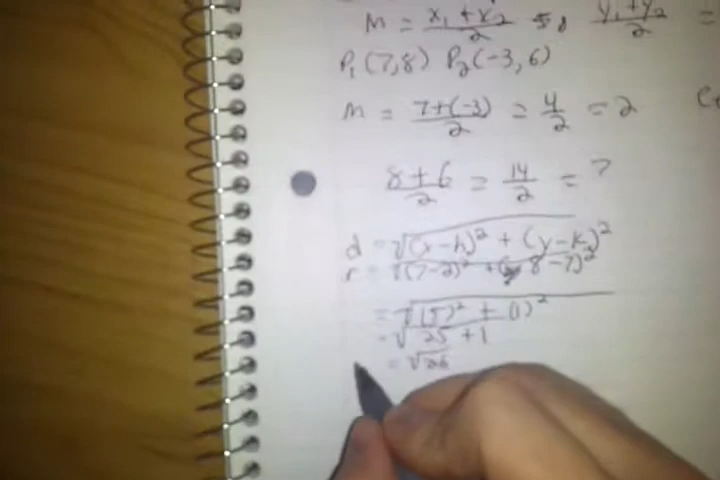 M = x₁ + x₂ / 2 y₁ + y₂ / 2 =
P₁ (7,8) P₂ (-3, 6)
M = 7+(-3) / 2 = 4/2 = 2
8+6 / 2 = 14/2 = 7
d = √(x-h)² + (y-k)²
r = √(7-2)² + (8-7)²
= √(5)² + (1)²
= √25 + 1
= √26